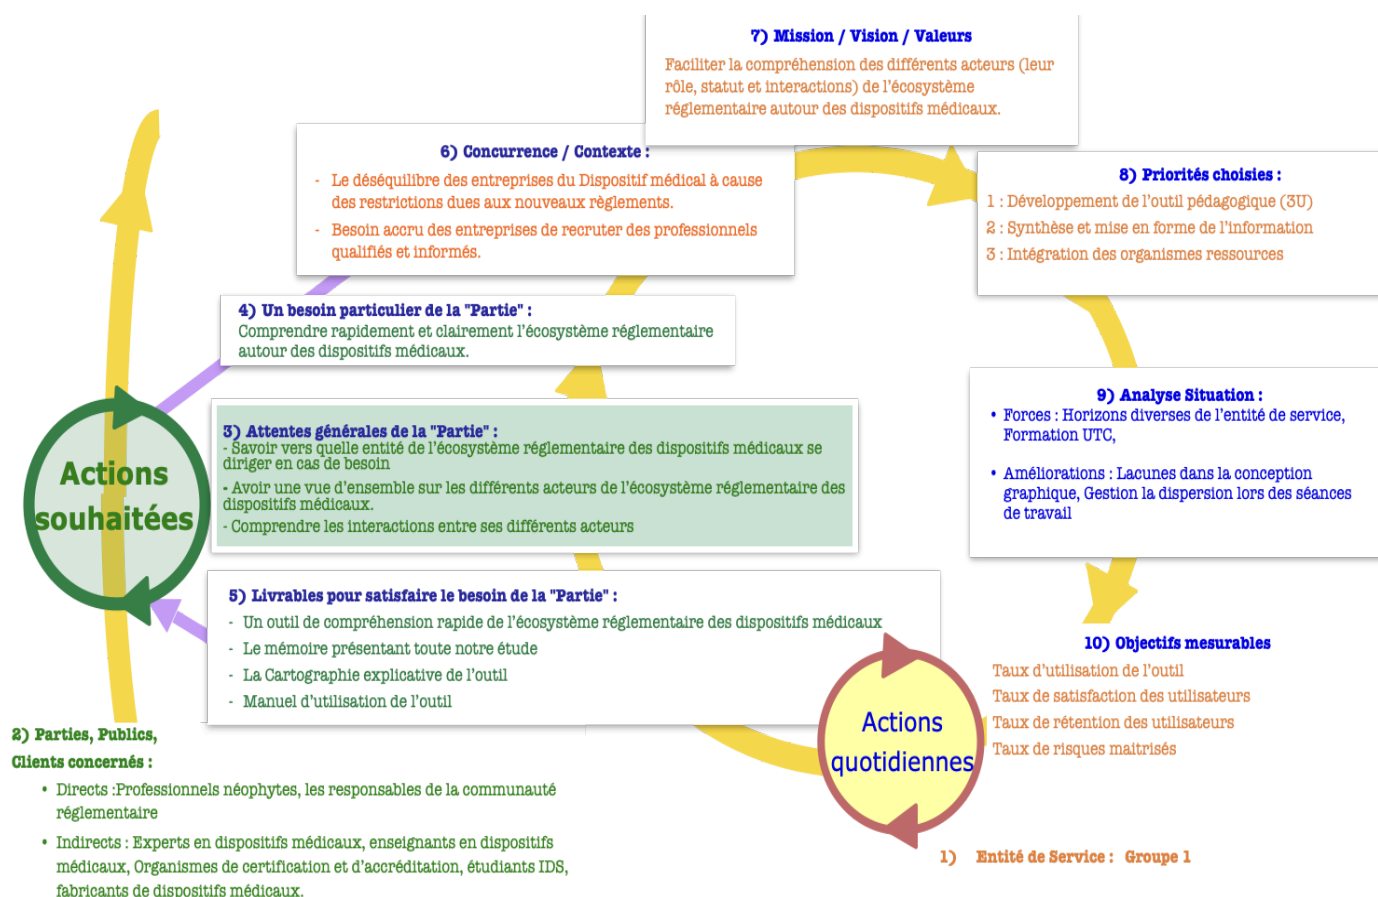 7) Mission / Vision / Valeurs
Faciliter la compréhension des différents acteurs (leur
rôle, statut et interactions) de l'écosystème
réglementaire autour des dispositifs médicaux.
6) Concurrence / Contexte :
- Le déséquilibre des entreprises du Dispositif médical à cause
des restrictions dues aux nouveaux règlements.
- Besoin accru des entreprises de recruter des professionnels
qualifiés et informés.
8) Priorités choisies :
1 : Développement de l'outil pédagogique (3U)
2 : Synthèse et mise en forme de l'information
3 : Intégration des organismes ressources
4) Un besoin particulier de la "Partie" :
Comprendre rapidement et clairement l'écosystème réglementaire
autour des dispositifs médicaux.
9) Analyse Situation :
• Forces : Horizons diverses de l'entité de service,
Formation UTC,
• Améliorations : Lacunes dans la conception
graphique, Gestion la dispersion lors des séances
de travail
Actions
souhaitées
3) Attentes générales de la "Partie" :
- Savoir vers quelle entité de l'écosystème réglementaire des dispositifs médicaux se
diriger en cas de besoin
- Avoir une vue d'ensemble sur les différents acteurs de l'écosystème réglementaire des
dispositifs médicaux.
- Comprendre les interactions entre ses différents acteurs
5) Livrables pour satisfaire le besoin de la "Partie" :
- Un outil de compréhension rapide de l'écosystème réglementaire des dispositifs médicaux
- Le mémoire présentant toute notre étude
- La Cartographie explicative de l'outil
- Manuel d'utilisation de l'outil
10) Objectifs mesurables
Taux d'utilisation de l'outil
Taux de satisfaction des utilisateurs
Taux de rétention des utilisateurs
Taux de risques maitrisés
Actions
quotidiennes
2) Parties, Publics,
Clients concernés :
• Directs :Professionnels néophytes, les responsables de la communauté
réglementaire
• Indirects : Experts en dispositifs médicaux, enseignants en dispositifs
médicaux, Organismes de certification et d'accréditation, étudiants IDS,
fabricants de dispositifs médicaux.
1) Entité de Service : Groupe 1